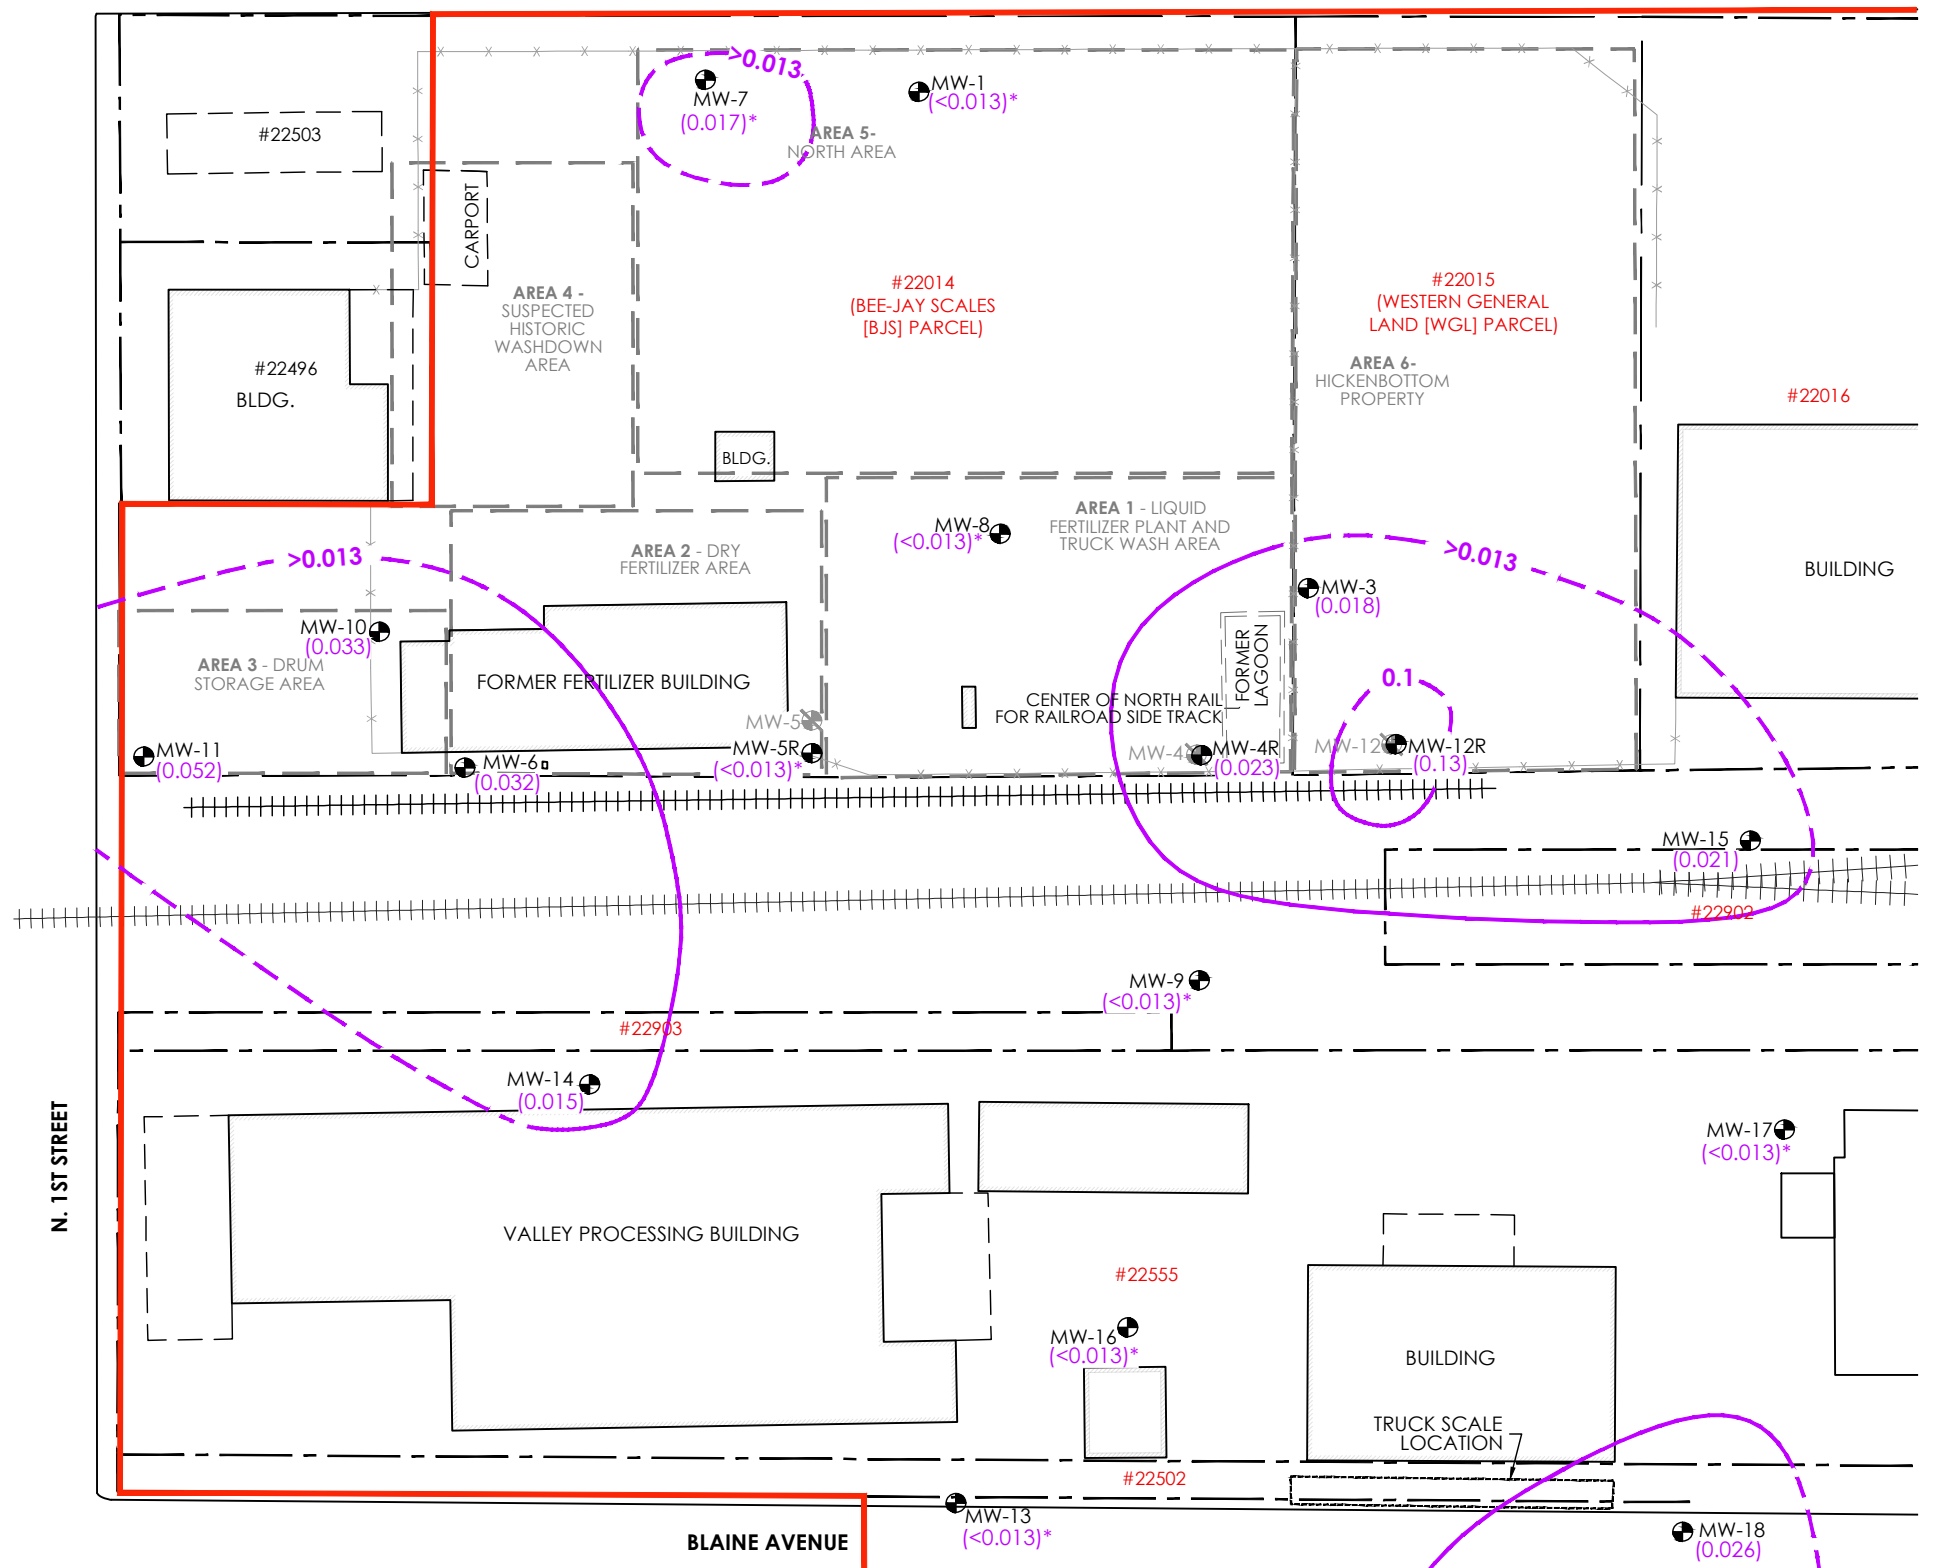 >0.013
MW-7
(0.017)*
MW-1
(<0.013)*
AREA 5-
NORTH AREA
#22503
CARPORT
#22014
(BEE-JAY SCALES
[BJS] PARCEL)
#22015
(WESTERN GENERAL
LAND [WGL] PARCEL)
AREA 4 -
SUSPECTED
HISTORIC
WASHDOWN
AREA
#22496
BLDG.
AREA 6-
HICKENBOTTOM
PROPERTY
#22016
BLDG.
AREA 1 - LIQUID
FERTILIZER PLANT AND
TRUCK WASH AREA
MW-8
(<0.013)*
AREA 2 - DRY
FERTILIZER AREA
>0.013
>0.013
BUILDING
MW-3
(0.018)
MW-10
(0.033)
AREA 3 - DRUM
STORAGE AREA
FORMER FERTILIZER BUILDING
FORMER
LAGOON
0.1
CENTER OF NORTH RAIL
FOR RAILROAD SIDE TRACK
MW-5
MW-5R
(<0.013)*
MW-4
MW-4R
(0.023)
MW-12
MW-12R
(0.13)
MW-11
(0.052)
MW-6
(0.032)
MW-15
(0.021)
#22902
MW-9
(<0.013)*
#22903
MW-14
(0.015)
MW-17
(<0.013)*
N. 1ST STREET
VALLEY PROCESSING BUILDING
#22555
MW-16
(<0.013)*
BUILDING
TRUCK SCALE
LOCATION
#22502
MW-13
(<0.013)*
BLAINE AVENUE
MW-18
(0.026)